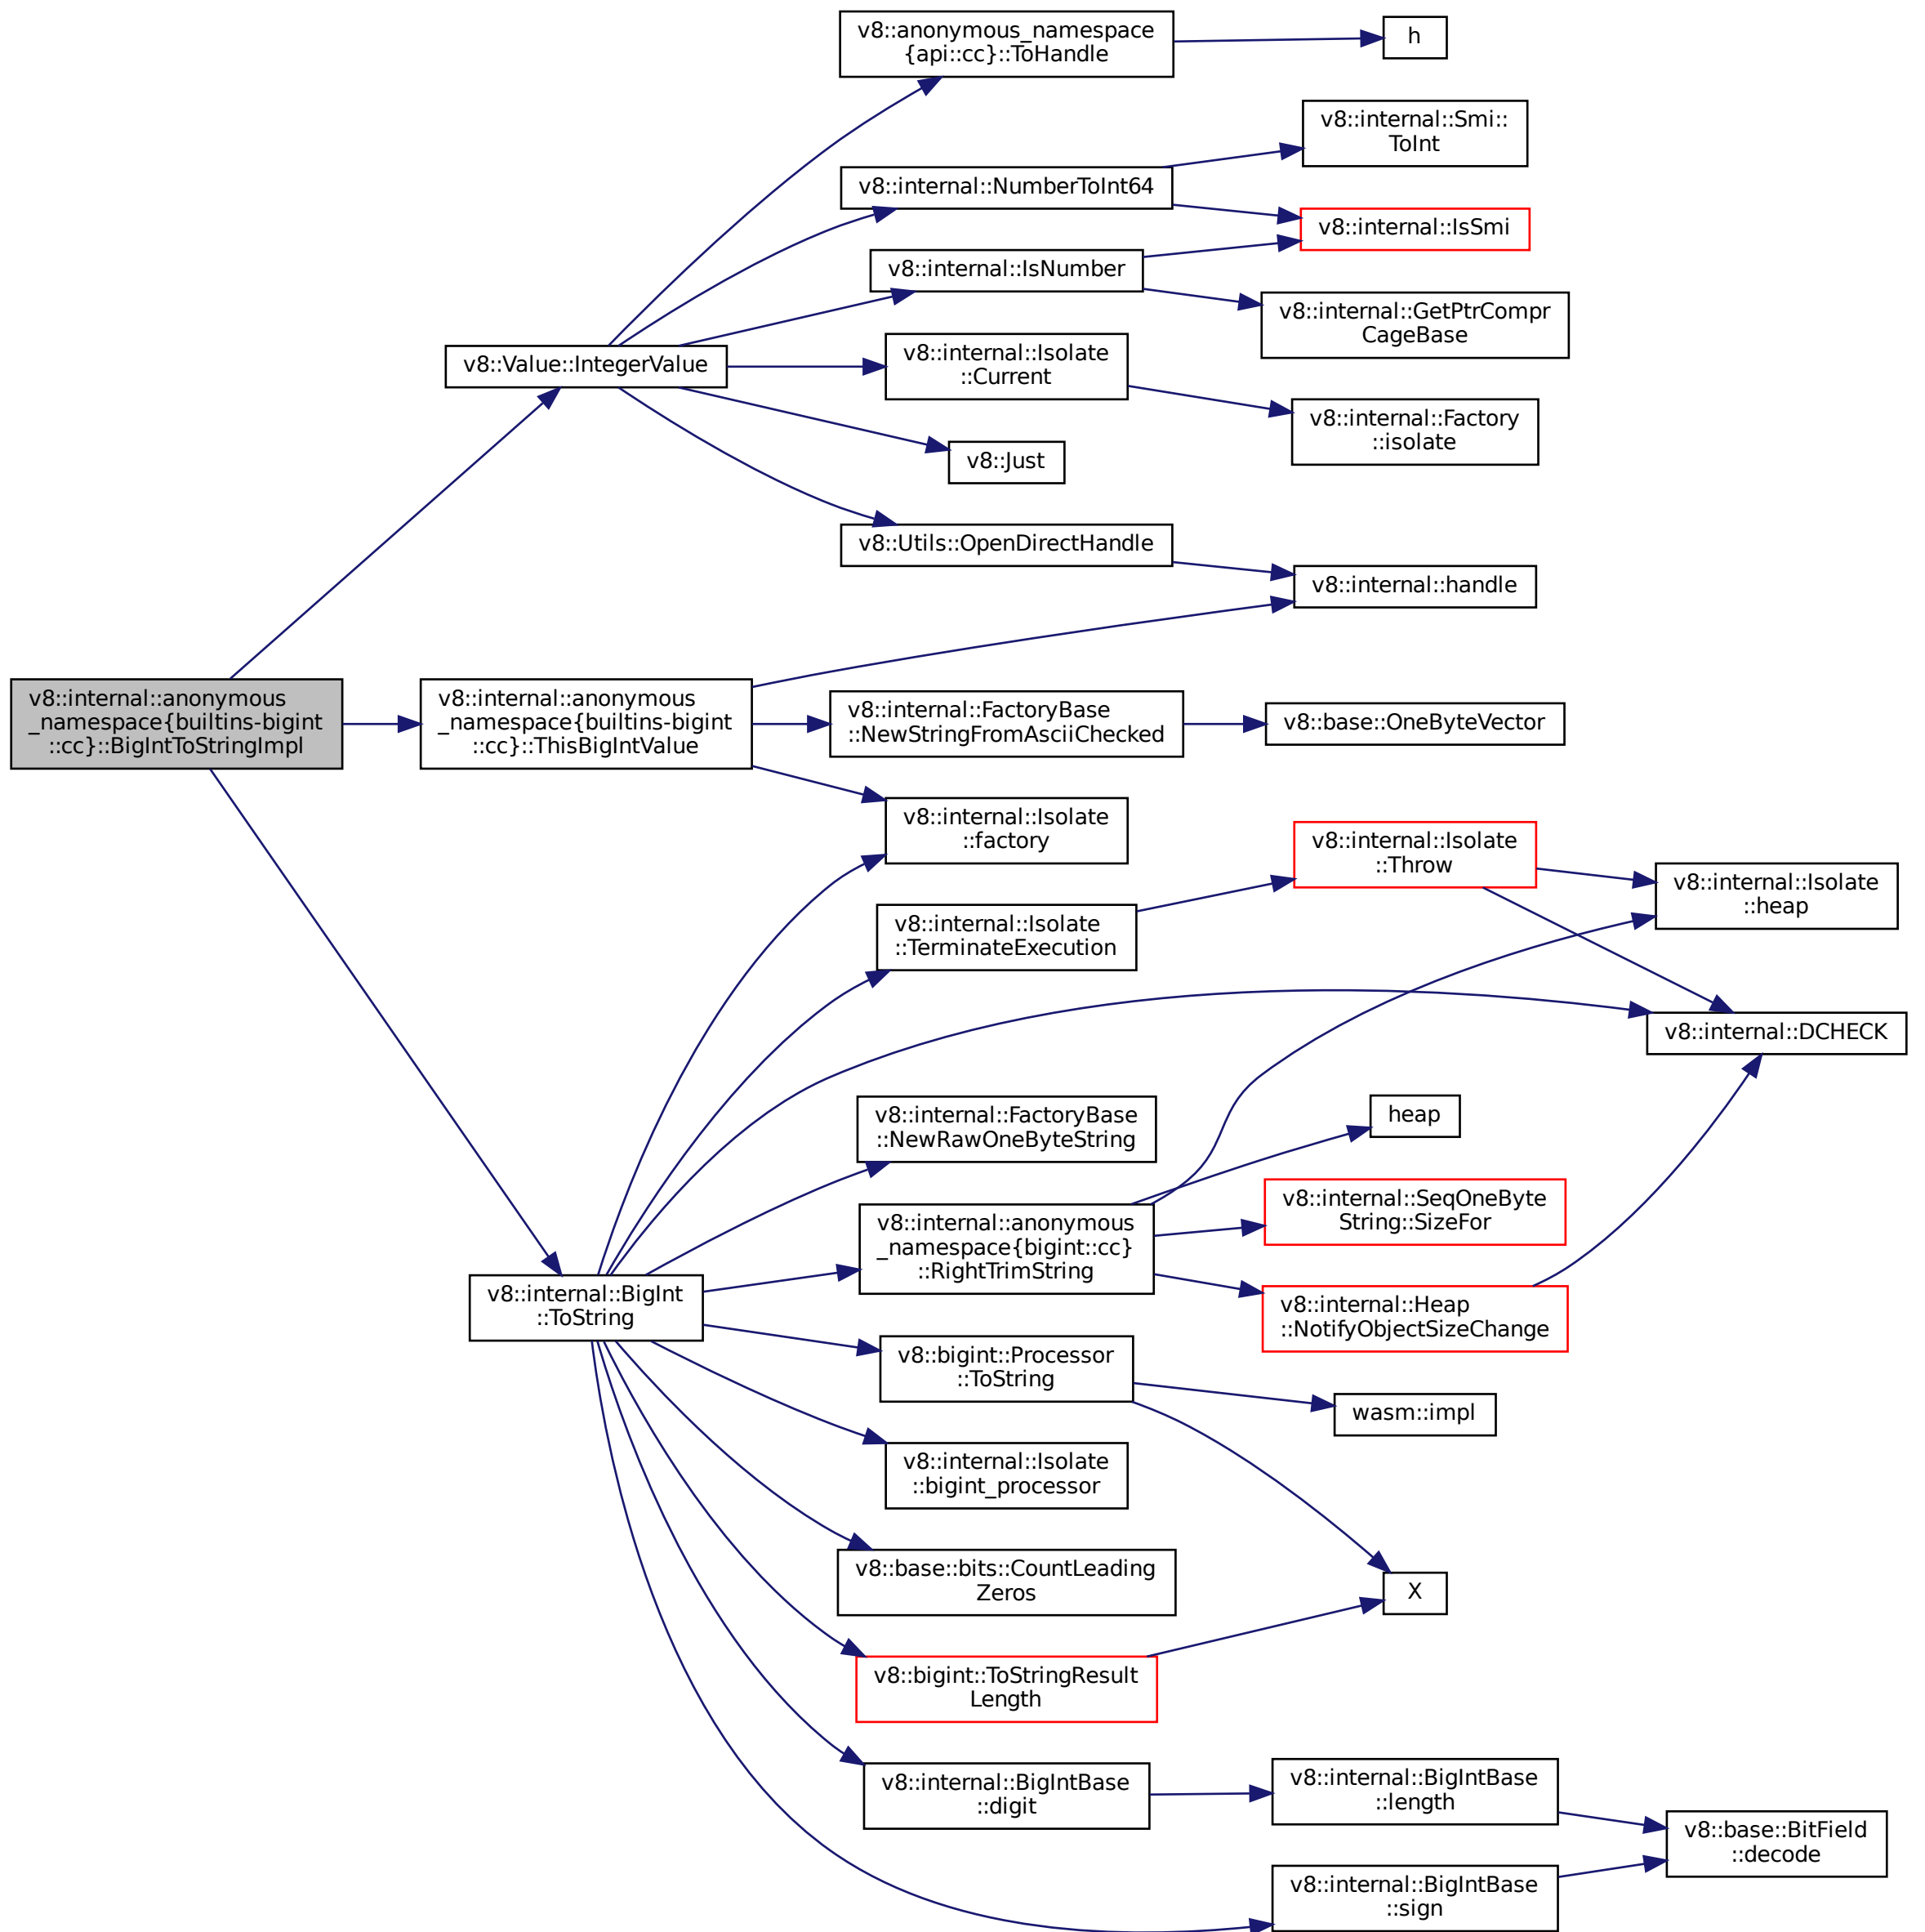 v8::anonymous_namespace
{api::cc}::ToHandle
h
v8::internal::Smi::
ToInt
v8::internal::NumberToInt64
v8::internal::IsSmi
v8::internal::IsNumber
v8::internal::GetPtrCompr
CageBase
v8::Value::IntegerValue
v8::internal::Isolate
::Current
v8::internal::Factory
::isolate
v8::Just
v8::Utils::OpenDirectHandle
v8::internal::handle
v8::internal::anonymous
_namespace{builtins-bigint
::cc}::BigIntToStringImpl
v8::internal::anonymous
_namespace{builtins-bigint
::cc}::ThisBigIntValue
v8::internal::FactoryBase
::NewStringFromAsciiChecked
v8::base::OneByteVector
v8::internal::Isolate
::factory
v8::internal::Isolate
::Throw
v8::internal::Isolate
::heap
v8::internal::Isolate
::TerminateExecution
v8::internal::DCHECK
v8::internal::FactoryBase
::NewRawOneByteString
heap
v8::internal::SeqOneByte
String::SizeFor
v8::internal::anonymous
_namespace{bigint::cc}
::RightTrimString
v8::internal::Heap
::NotifyObjectSizeChange
v8::internal::BigInt
::ToString
v8::bigint::Processor
::ToString
wasm::impl
v8::internal::Isolate
::bigint_processor
v8::base::bits::CountLeading
Zeros
X
v8::bigint::ToStringResult
Length
v8::internal::BigIntBase
::digit
v8::internal::BigIntBase
::length
v8::base::BitField
::decode
v8::internal::BigIntBase
::sign